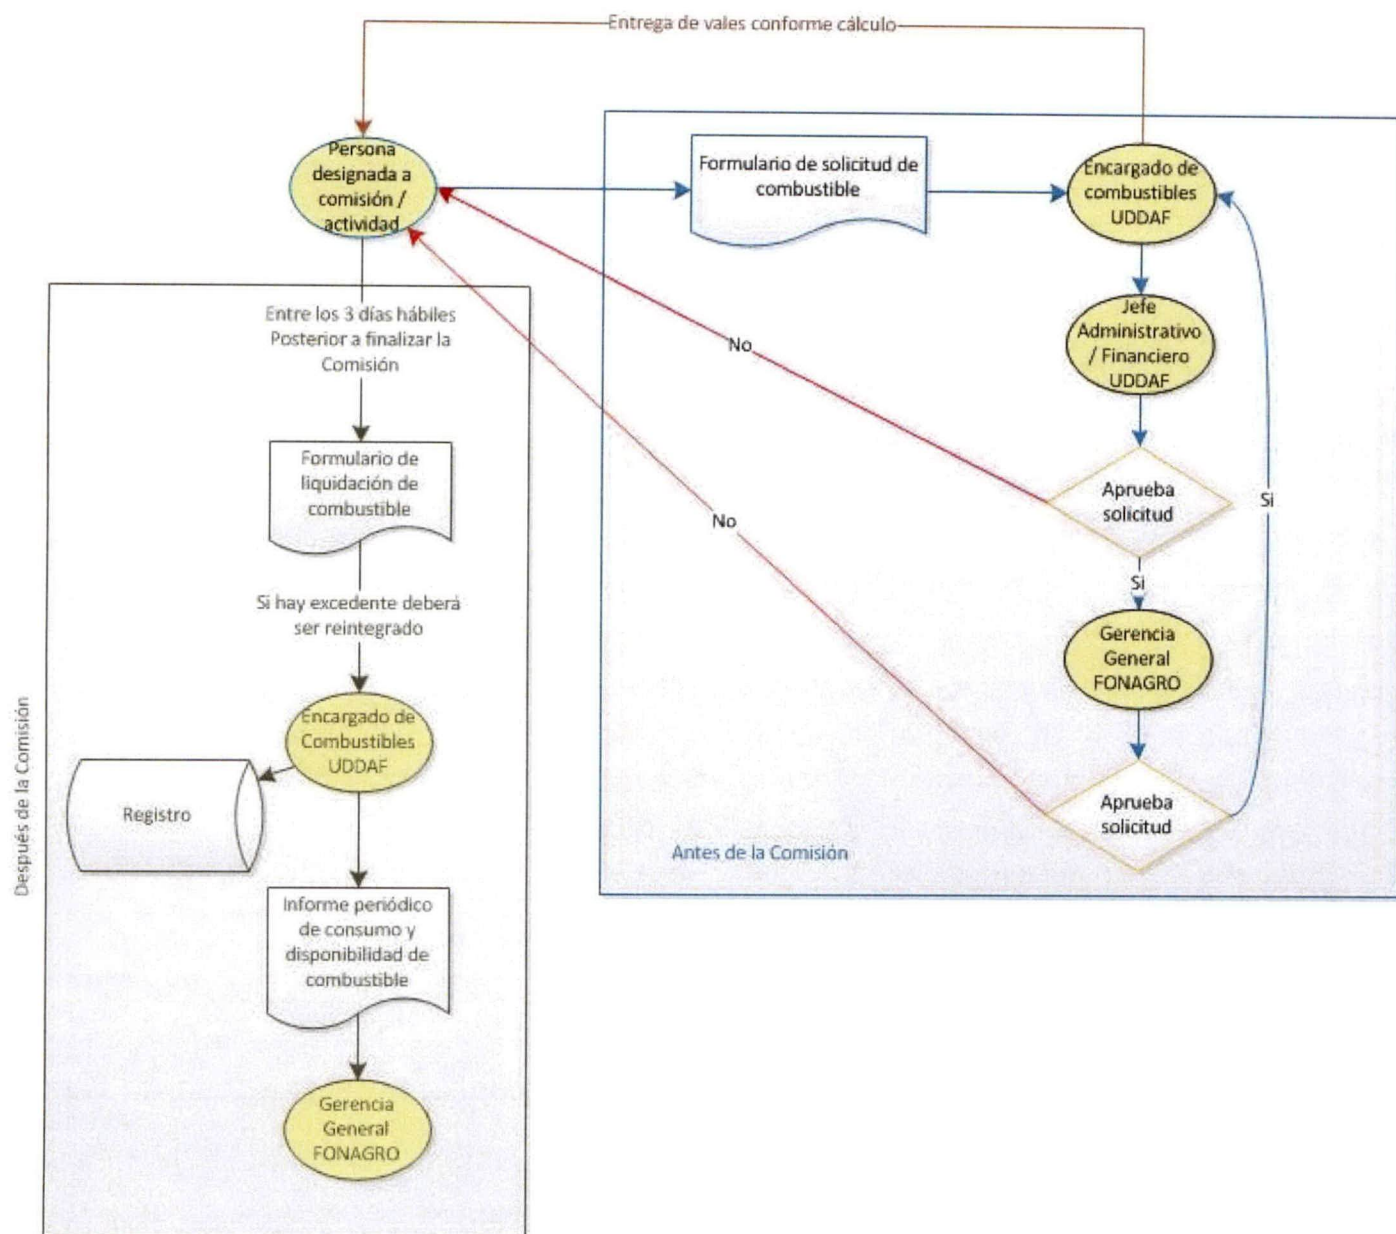 Entrega de vales conforme cálculo
Persona
designada a
comisión /
actividad
Formulario de solicitud de
combustible
Encargado de
combustibles
UDDAF
Jefe
Administrativo
/ Financiero
UDDAF
No
Aprueba
solicitud
Si
No
Si
Gerencia
General
FONAGRO
Aprueba
solicitud
Antes de la Comisión
Entre los 3 días hábiles
Posterior a finalizar la
Comisión
Formulario de
liquidación de
combustible
Si hay excedente deberá
ser reintegrado
Encargado de
Combustibles
UDDAF
Registro
Informe periódico
de consumo y
disponibilidad de
combustible
Gerencia
General
FONAGRO
Después de la Comisión